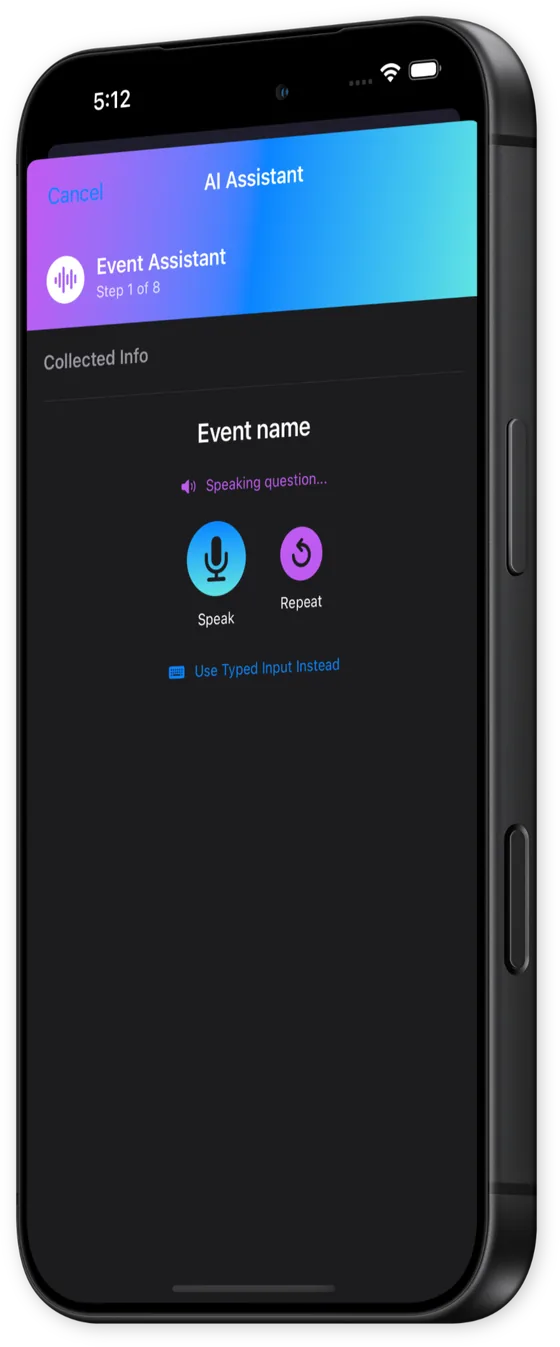 5:12
Cancel
AI Assistant
Event Assistant
Step 1 of 8
Collected Info
Event name
Speaking question...
Speak
Repeat
Use Typed Input Instead